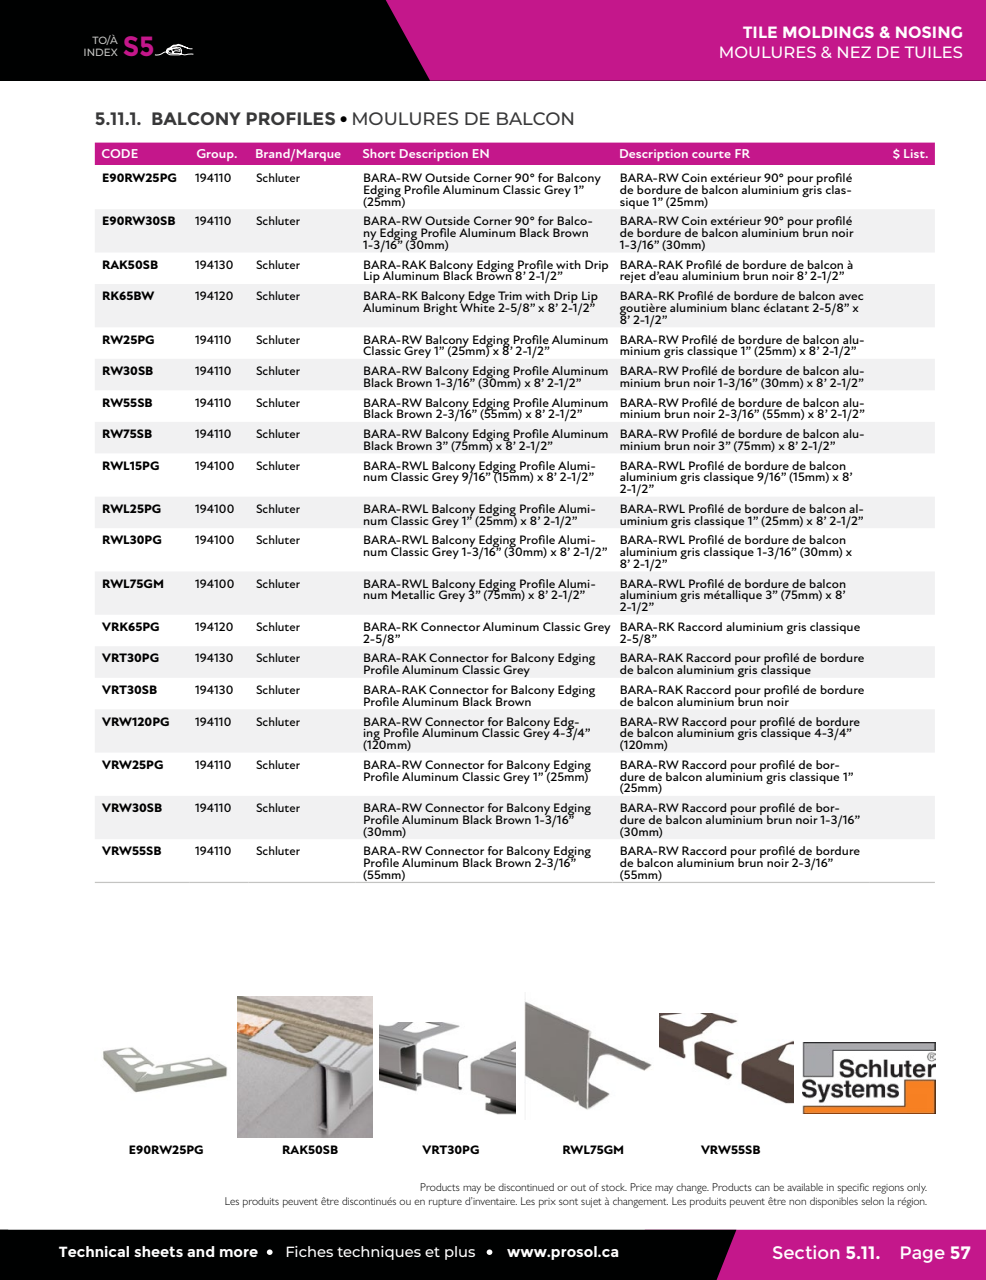 TO/À
INDEX S5
TILE MOLDINGS & NOSING
MOULURES & NEZ DE TUILES
5.11.1. BALCONY PROFILES • MOULURES DE BALCON
CODE Group. Brand/Marque Short Description EN Description courte FR $ List.
E90RW25PG 194110 Schluter BARA-RW Outside Corner 90° for Balcony BARA-RW Coin extérieur 90° pour profilé
Edging Profile Aluminum Classic Grey 1” de bordure de balcon aluminium gris clas-
(25mm) sique 1” (25mm)
E90RW30SB 194110 Schluter BARA-RW Outside Corner 90° for Balco- BARA-RW Coin extérieur 90° pour profilé
ny Edging Profile Aluminum Black Brown de bordure de balcon aluminium brun noir
1-3/16” (30mm) 1-3/16” (30mm)
RAK50SB 194130 Schluter BARA-RAK Balcony Edging Profile with Drip BARA-RAK Profilé de bordure de balcon à
Lip Aluminum Black Brown 8’ 2-1/2” rejet d’eau aluminium brun noir 8’ 2-1/2”
RK65BW 194120 Schluter BARA-RK Balcony Edge Trim with Drip Lip BARA-RK Profilé de bordure de balcon avec
Aluminum Bright White 2-5/8” x 8’ 2-1/2” goutière aluminium blanc éclatant 2-5/8” x
8’ 2-1/2”
RW25PG 194110 Schluter BARA-RW Balcony Edging Profile Aluminum BARA-RW Profilé de bordure de balcon alu-
Classic Grey 1” (25mm) x 8’ 2-1/2” minium gris classique 1” (25mm) x 8’ 2-1/2”
RW30SB 194110 Schluter BARA-RW Balcony Edging Profile Aluminum BARA-RW Profilé de bordure de balcon alu-
Black Brown 1-3/16” (30mm) x 8’ 2-1/2” minium brun noir 1-3/16” (30mm) x 8’ 2-1/2”
RW55SB 194110 Schluter BARA-RW Balcony Edging Profile Aluminum BARA-RW Profilé de bordure de balcon alu-
Black Brown 2-3/16” (55mm) x 8’ 2-1/2” minium brun noir 2-3/16” (55mm) x 8’ 2-1/2”
RW75SB 194110 Schluter BARA-RW Balcony Edging Profile Aluminum BARA-RW Profilé de bordure de balcon alu-
Black Brown 3” (75mm) x 8’ 2-1/2” minium brun noir 3” (75mm) x 8’ 2-1/2”
RWL15PG 194100 Schluter BARA-RWL Balcony Edging Profile Alumi- BARA-RWL Profilé de bordure de balcon
num Classic Grey 9/16” (15mm) x 8’ 2-1/2” aluminium gris classique 9/16” (15mm) x 8’
2-1/2”
RWL25PG 194100 Schluter BARA-RWL Balcony Edging Profile Alumi- BARA-RWL Profilé de bordure de balcon al-
num Classic Grey 1” (25mm) x 8’ 2-1/2” uminium gris classique 1” (25mm) x 8’ 2-1/2”
RWL30PG 194100 Schluter BARA-RWL Balcony Edging Profile Alumi- BARA-RWL Profilé de bordure de balcon
num Classic Grey 1-3/16” (30mm) x 8’ 2-1/2” aluminium gris classique 1-3/16” (30mm) x
8’ 2-1/2”
RWL75GM 194100 Schluter BARA-RWL Balcony Edging Profile Alumi- BARA-RWL Profilé de bordure de balcon
num Metallic Grey 3” (75mm) x 8’ 2-1/2” aluminium gris métallique 3” (75mm) x 8’
2-1/2”
VRK65PG 194120 Schluter BARA-RK Connector Aluminum Classic Grey BARA-RK Raccord aluminium gris classique
2-5/8” 2-5/8”
VRT30PG 194130 Schluter BARA-RAK Connector for Balcony Edging BARA-RAK Raccord pour profilé de bordure
Profile Aluminum Classic Grey de balcon aluminium gris classique
VRT30SB 194130 Schluter BARA-RAK Connector for Balcony Edging BARA-RAK Raccord pour profilé de bordure
Profile Aluminum Black Brown de balcon aluminium brun noir
VRW120PG 194110 Schluter BARA-RW Connector for Balcony Edg- BARA-RW Raccord pour profilé de bordure
ing Profile Aluminum Classic Grey 4-3/4” de balcon aluminium gris classique 4-3/4”
(120mm) (120mm)
VRW25PG 194110 Schluter BARA-RW Connector for Balcony Edging BARA-RW Raccord pour profilé de bor-
Profile Aluminum Classic Grey 1” (25mm) dure de balcon aluminium gris classique 1”
(25mm)
VRW30SB 194110 Schluter BARA-RW Connector for Balcony Edging BARA-RW Raccord pour profilé de bor-
Profile Aluminum Black Brown 1-3/16” dure de balcon aluminium brun noir 1-3/16”
(30mm) (30mm)
VRW55SB 194110 Schluter BARA-RW Connector for Balcony Edging BARA-RW Raccord pour profilé de bordure
Profile Aluminum Black Brown 2-3/16” de balcon aluminium brun noir 2-3/16”
(55mm) (55mm)
Schluter®
Systems
E90RW25PG RAK50SB VRT30PG RWL75GM VRW55SB
Products may be discontinued or out of stock. Price may change. Products can be available in specific regions only.
Les produits peuvent être discontinués ou en rupture d’inventaire. Les prix sont sujet à changement. Les produits peuvent être non disponibles selon la région.
Technical sheets and more • Fiches techniques et plus • www.prosol.ca
Section 5.11. Page 57